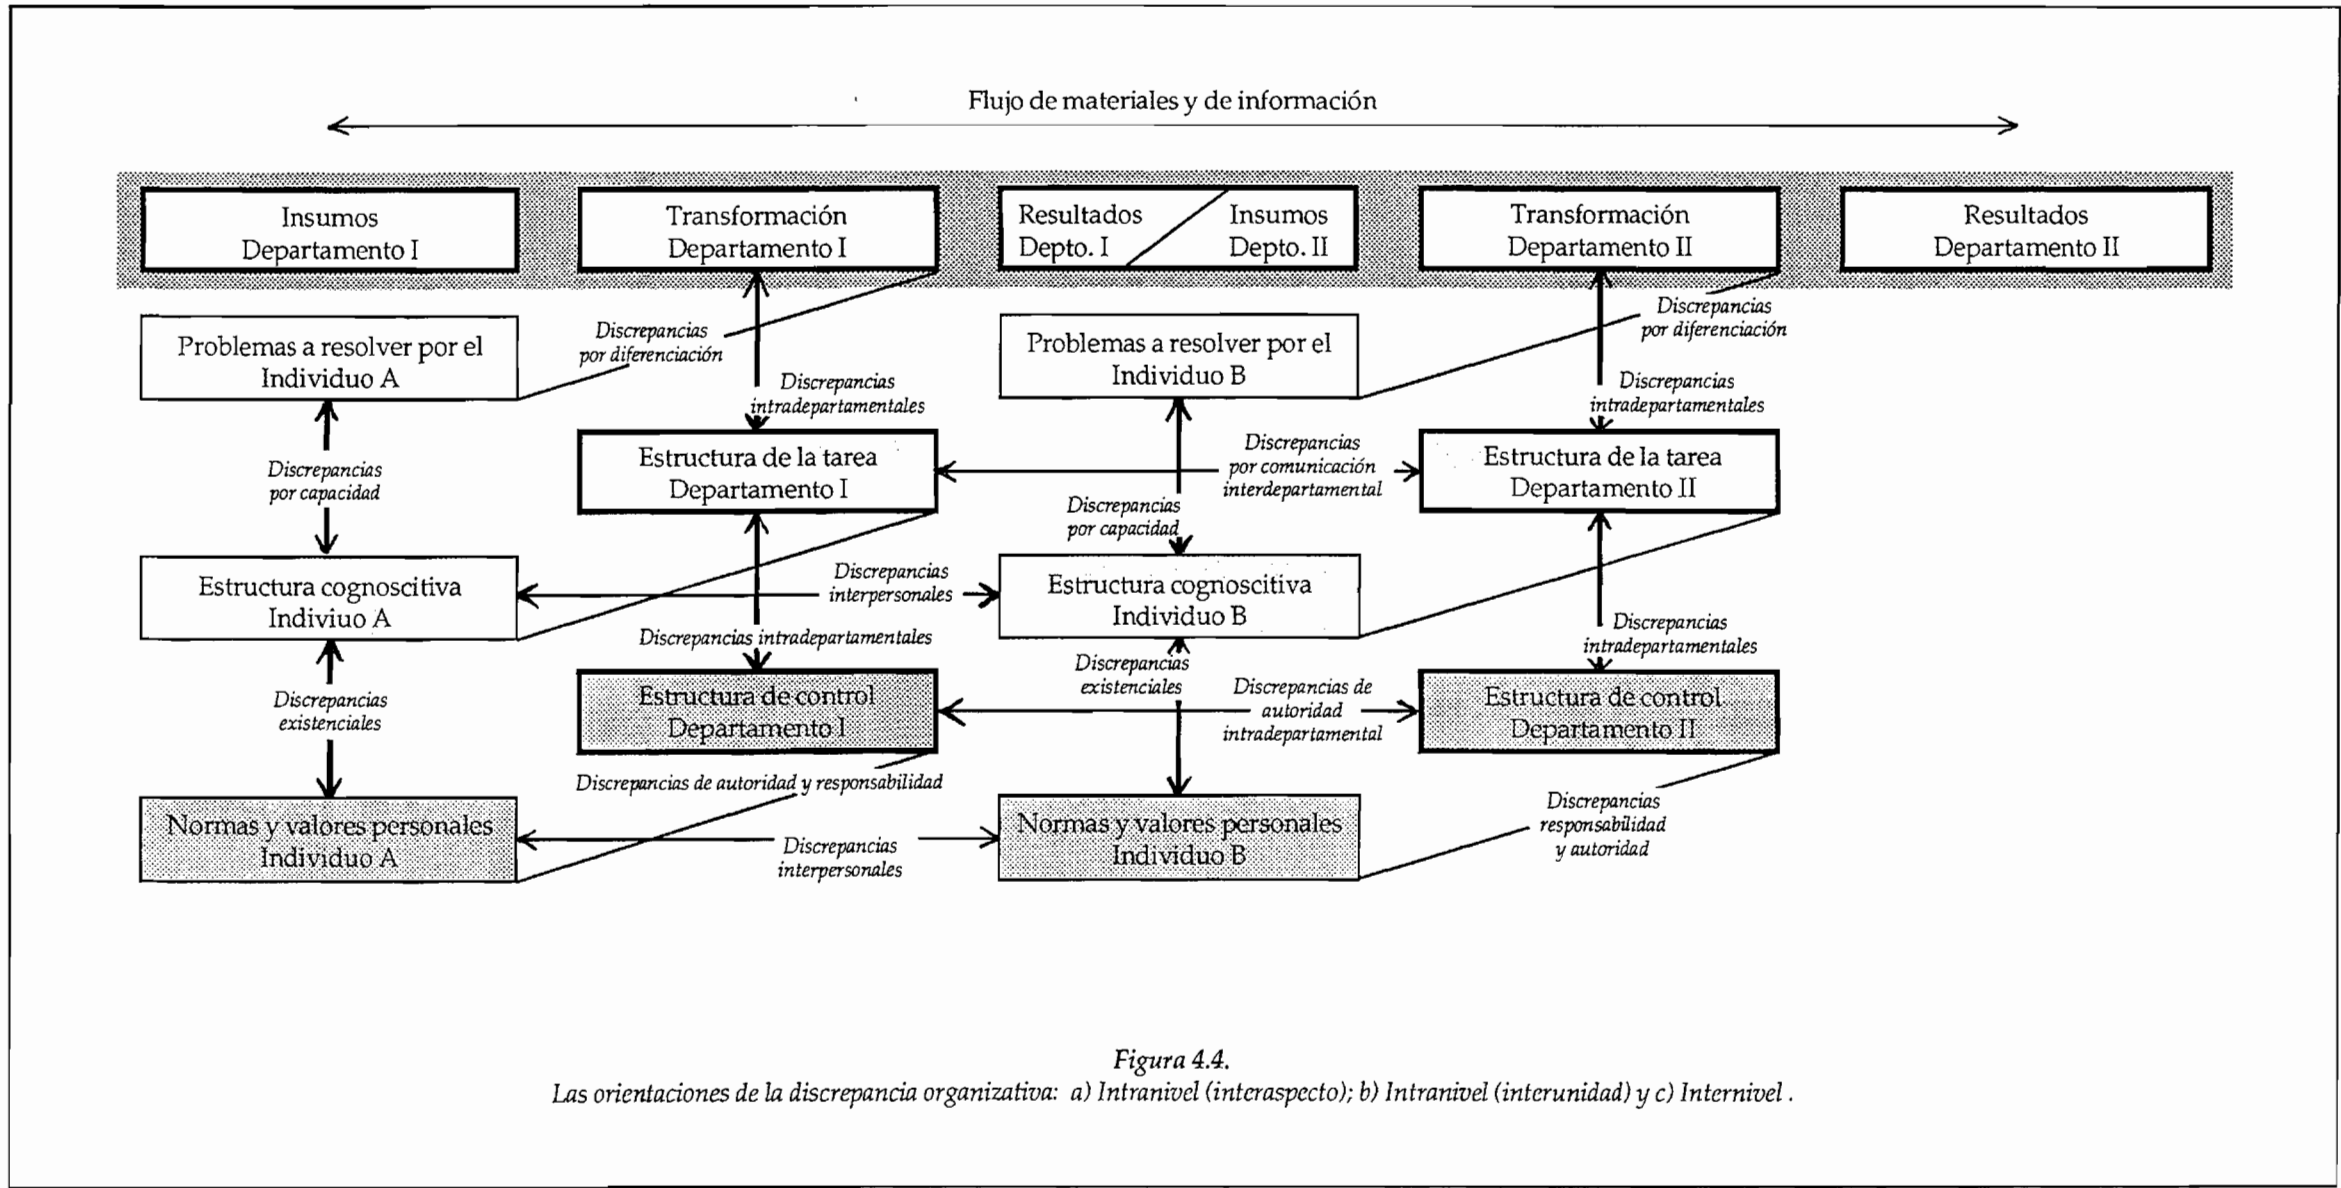 Flujo de materiales y de información
Insumos
Departamento I
Transformación
Departamento I
Resultados
Depto. I
Insumos
Depto. II
Transformación
Departamento II
Resultados
Departamento II
Problemas a resolver por el
Individuo A
Discrepancias
por diferenciación
Problemas a resolver por el
Individuo B
Discrepancias
por diferenciación
Discrepancias
intradepartamentales
Discrepancias
intradepartamentales
Discrepancias
por capacidad
Estructura de la tarea
Departamento I
Discrepancias
por comunicación
interdepartamental
Estructura de la tarea
Departamento II
Discrepancias
por capacidad
Estructura cognoscitiva
Indiviuo A
Discrepancias
interpersonales
Estructura cognoscitiva
Individuo B
Discrepancias intradepartamentales
Discrepancias
intradepartamentales
Discrepancias
existenciales
Estructura de control
Departamento I
Discrepancias
existenciales
Discrepancias de
autoridad
intradepartamental
Estructura de control
Departamento II
Discrepancias de autoridad y responsabilidad
Normas y valores personales
Individuo A
Discrepancias
interpersonales
Normas y valores personales
Individuo B
Discrepancias
responsabilidad
y autoridad
Figura 4.4.
Las orientaciones de la discrepancia organizativa: a) Intranivel (interaspecto); b) Intranivel (interunidad) y c) Internivel .